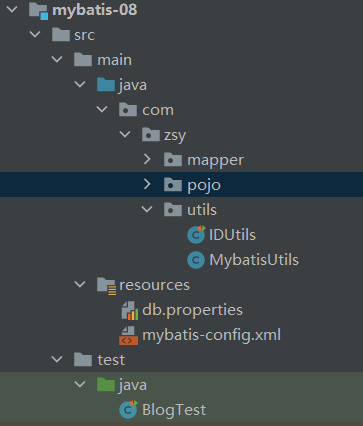 mybatis-08
src
main
java
com
zsy
mapper
pojo
utils
IDUtils
MybatisUtils
resources
db.properties
mybatis-config.xml
test
java
BlogTest